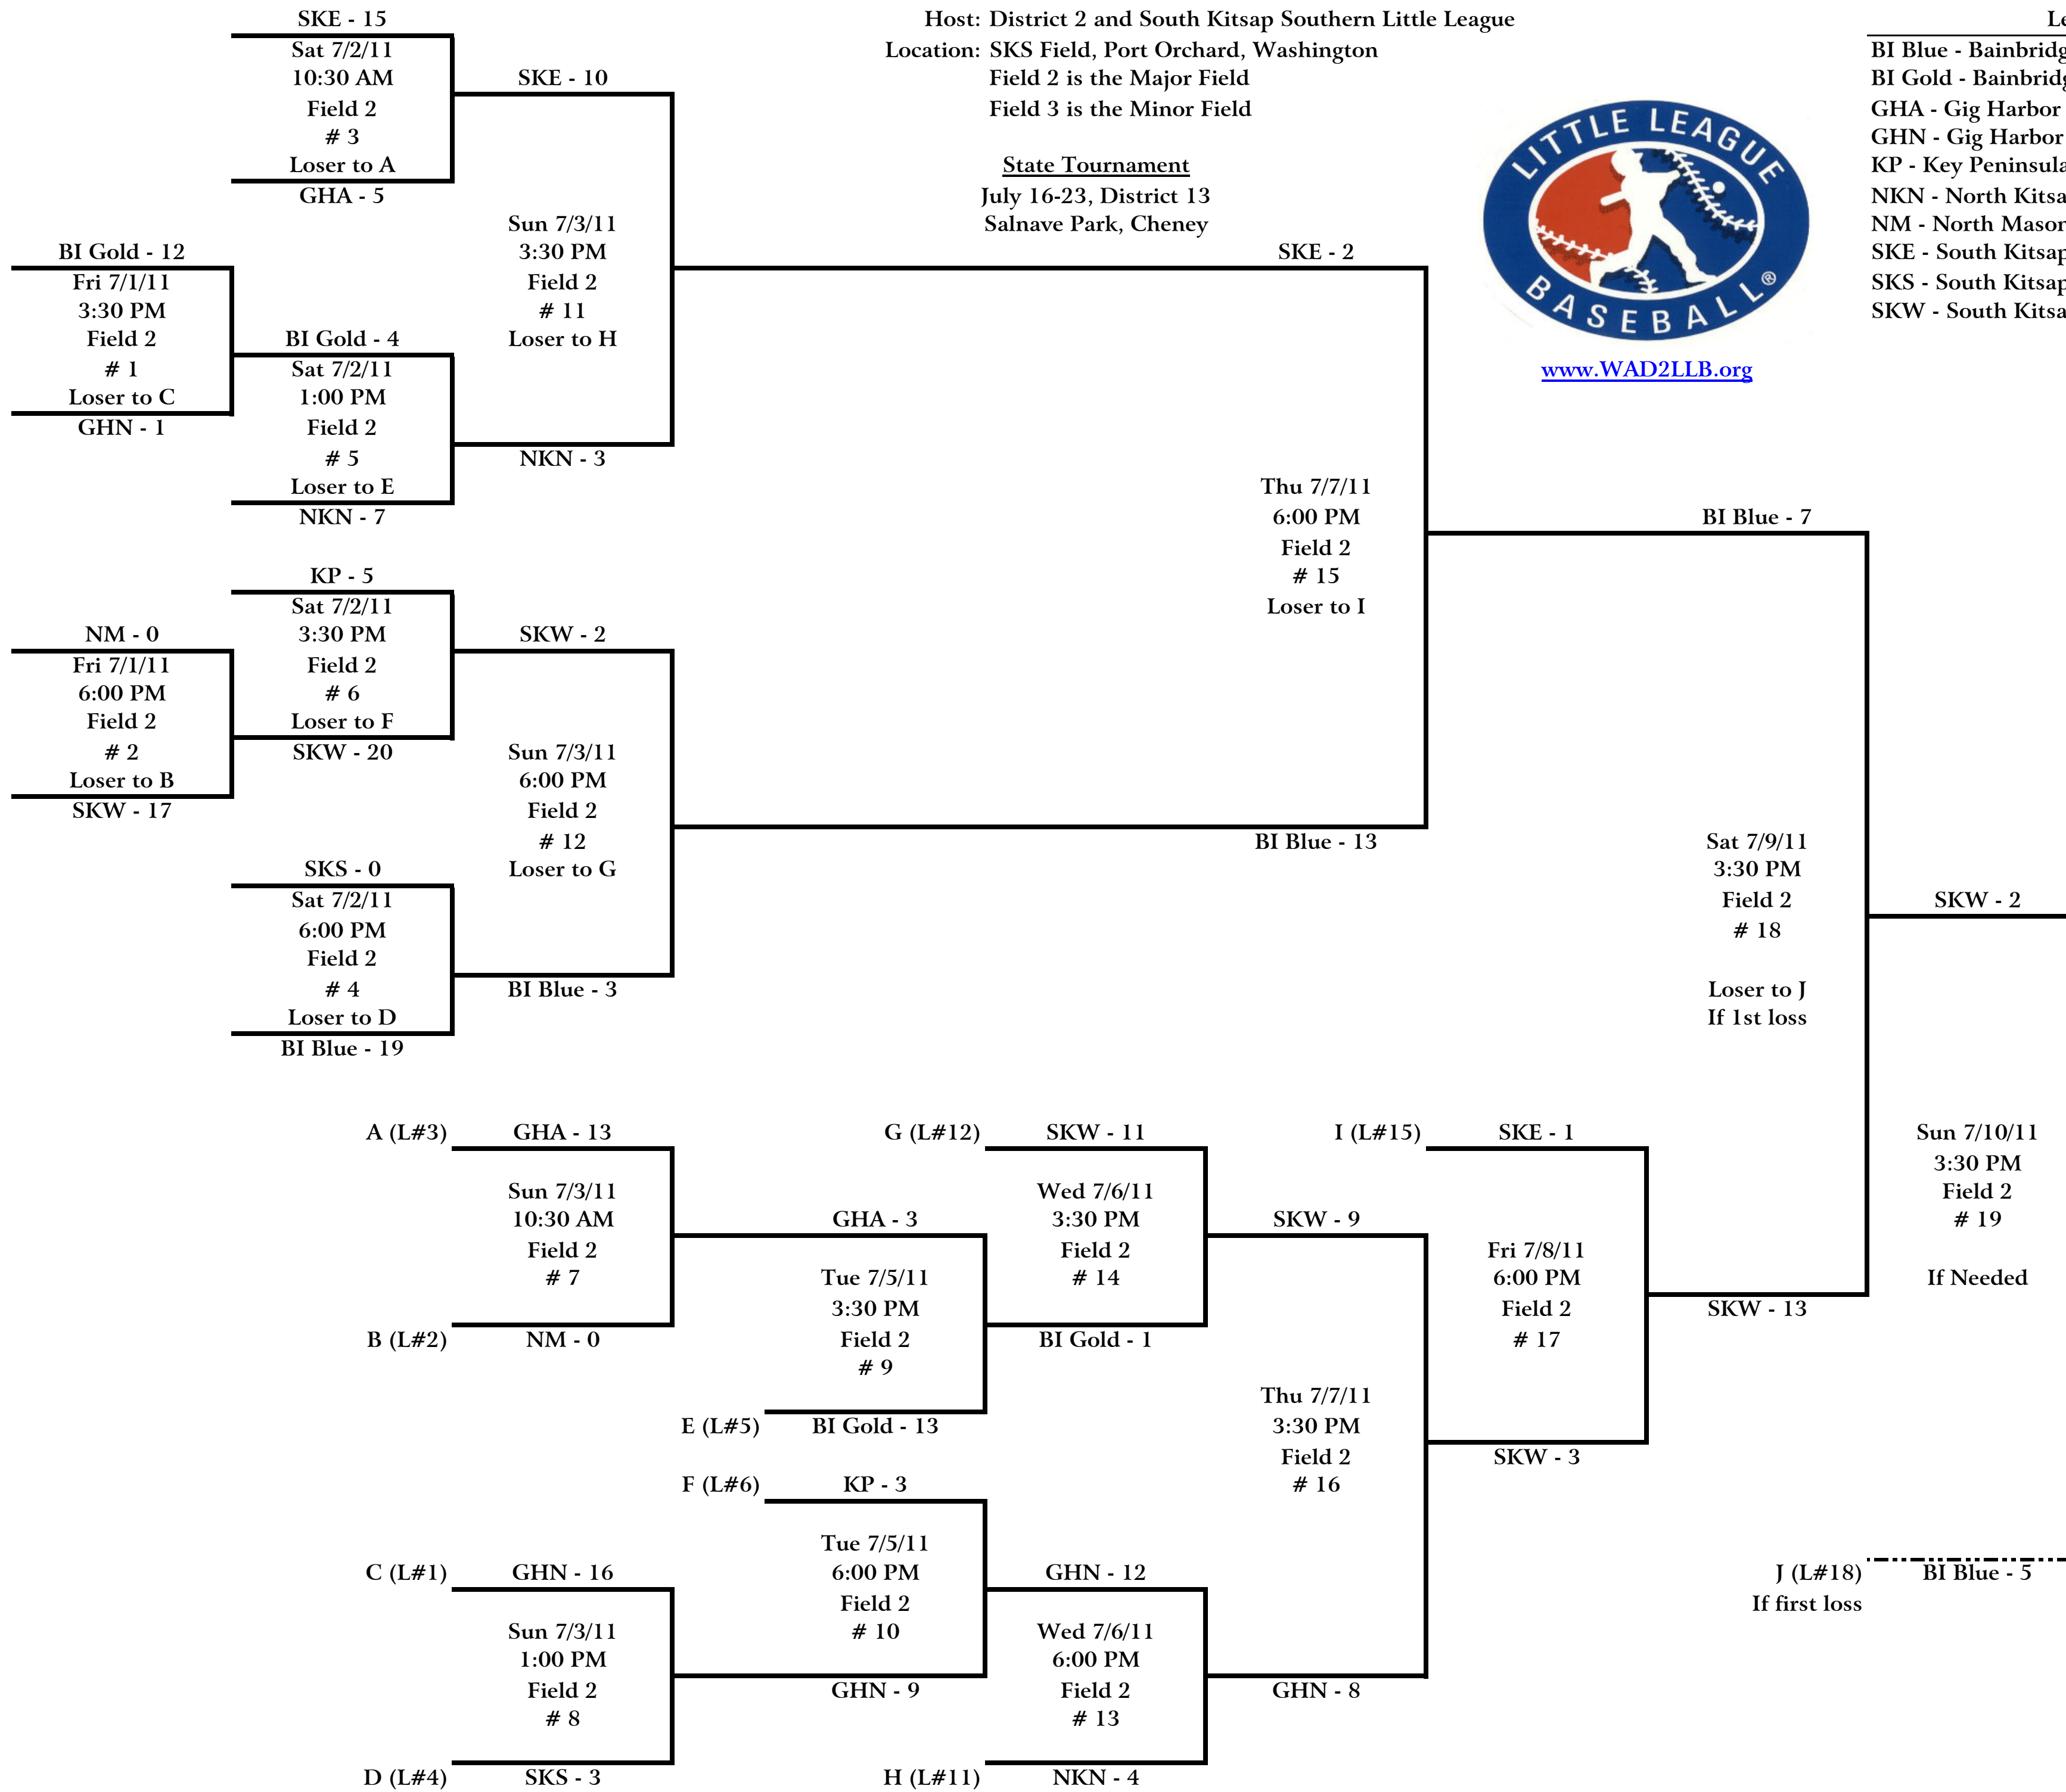 Host: District 2 and South Kitsap Southern Little League
Location: SKS Field, Port Orchard, Washington
Field 2 is the Major Field
Field 3 is the Minor Field
State Tournament
July 16-23, District 13
Salnave Park, Cheney
LITTLE LEAGUE
BASEBALL®
www.WAD2LLB.org
BI Blue -
BI Gold -
GHA - Gig Harbor
GHN - Gig Harbor
KP - Key Peninsula
NKN - North
NM - North Mason
SKE - South Kitsap
SKS - South Kitsap
SKW - South
SKE - 15
Sat 7/2/11
10:30 AM
Field 2
# 3
Loser to A
GHA - 5
BI Gold - 12
Fri 7/1/11
3:30 PM
Field 2
# 1
Loser to C
GHN - 1
BI Gold - 4
Sat 7/2/11
1:00 PM
Field 2
# 5
Loser to E
NKN - 7
SKE - 10
Sun 7/3/11
3:30 PM
Field 2
# 11
Loser to H
NKN - 3
KP - 5
Sat 7/2/11
3:30 PM
Field 2
# 6
Loser to F
SKW - 20
NM - 0
Fri 7/1/11
6:00 PM
Field 2
# 2
Loser to B
SKW - 17
SKS - 0
Sat 7/2/11
6:00 PM
Field 2
# 4
Loser to D
BI Blue - 19
SKW - 2
Sun 7/3/11
6:00 PM
Field 2
# 12
Loser to G
BI Blue - 3
SKE - 2
Thu 7/7/11
6:00 PM
Field 2
# 15
Loser to I
BI Blue - 13
BI Blue - 7
Sat 7/9/11
3:30 PM
Field 2
# 18
Loser to J
If 1st loss
SKW - 13
A (L#3) GHA - 13
Sun 7/3/11
10:30 AM
Field 2
# 7
B (L#2) NM - 0
GHA - 3
Tue 7/5/11
3:30 PM
Field 2
# 9
E (L#5) BI Gold - 13
G (L#12) SKW - 11
Wed 7/6/11
3:30 PM
Field 2
# 14
BI Gold - 1
F (L#6) KP - 3
Tue 7/5/11
6:00 PM
Field 2
# 10
GHN - 9
C (L#1) GHN - 16
Sun 7/3/11
1:00 PM
Field 2
# 8
D (L#4) SKS - 3
GHN - 12
Wed 7/6/11
6:00 PM
Field 2
# 13
H (L#11) NKN - 4
SKW - 9
Thu 7/7/11
3:30 PM
Field 2
# 16
GHN - 8
I (L#15) SKE - 1
Fri 7/8/11
6:00 PM
Field 2
# 17
SKW - 3
SKW - 2
Sun 7/10/11
3:30 PM
Field 2
# 19
If Needed
J (L#18) BI Blue - 5
If first loss